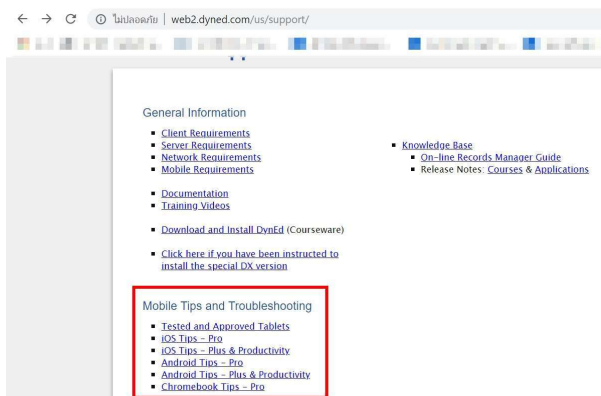 ไม่ปลอดภัย | web2.dyned.com/us/support/
General Information
Client Requirements
Server Requirements
Network Requirements
Mobile Requirements
Documentation
Training Videos
Download and Install DynEd (Courseware)
Click here if you have been instructed to
install the special DX version
Knowledge Base
On-line Records Manager Guide
Release Notes: Courses & Applications
Mobile Tips and Troubleshooting
Tested and Approved Tablets
iOS Tips - Pro
iOS Tips - Plus & Productivity
Android Tips - Pro
Android Tips - Plus & Productivity
Chromebook Tips - Pro